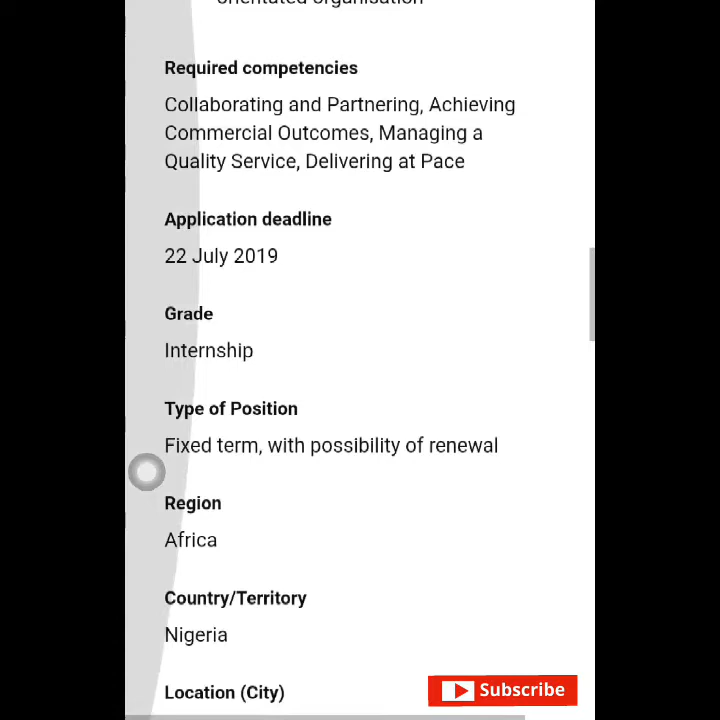 orientated organisation
Required competencies
Collaborating and Partnering, Achieving
Commercial Outcomes, Managing a
Quality Service, Delivering at Pace
Application deadline
22 July 2019
Grade
Internship
Type of Position
Fixed term, with possibility of renewal
Region
Africa
Country/Territory
Nigeria
Location (City)
Subscribe